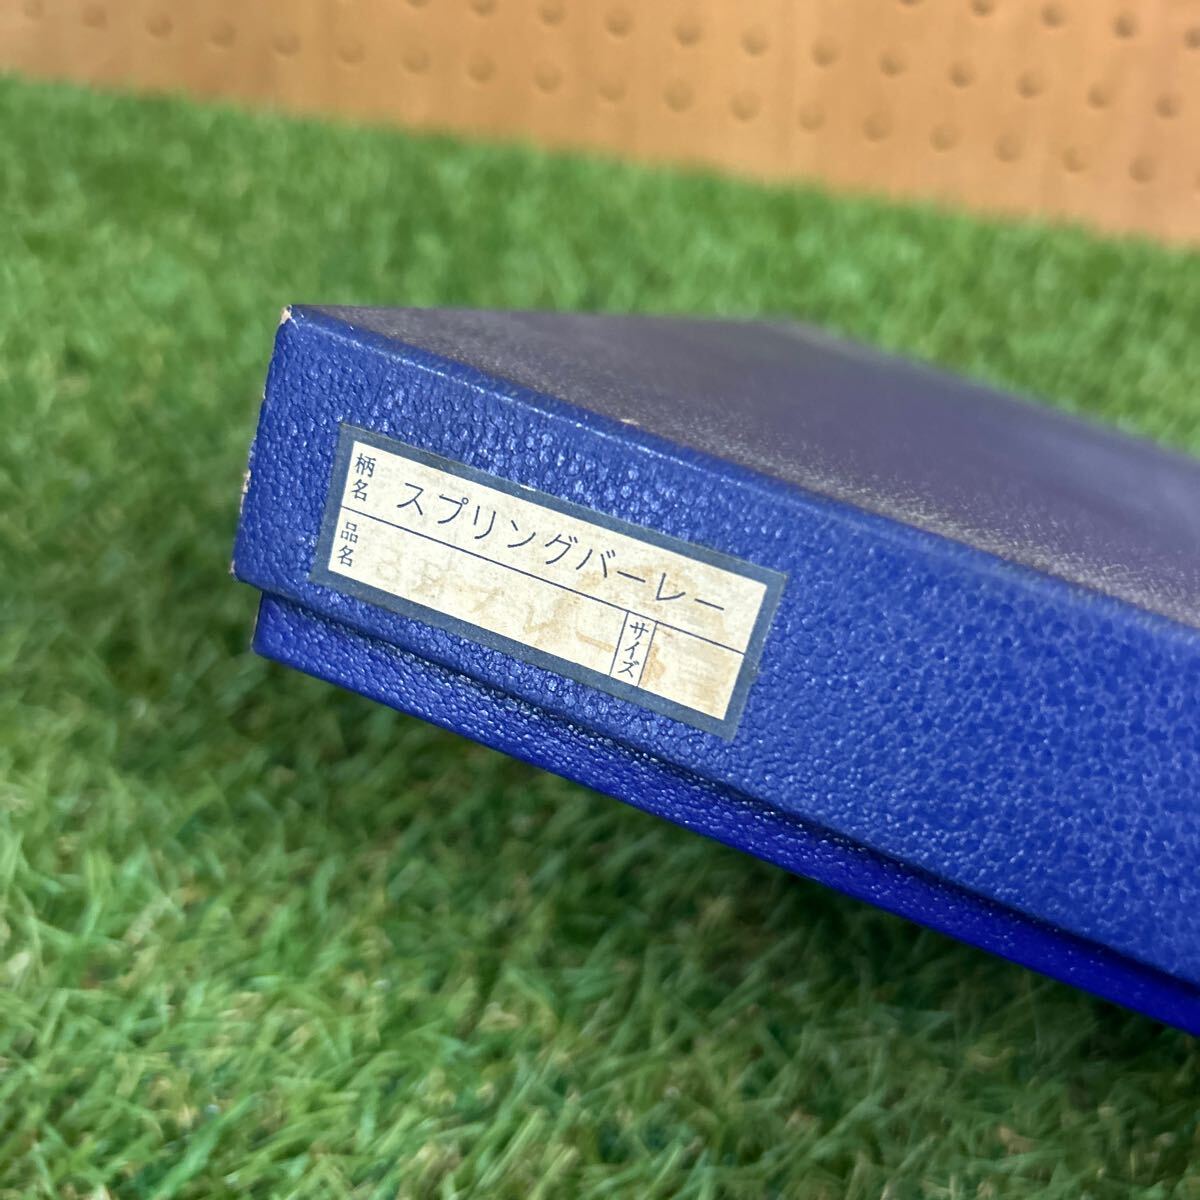 柄名 スプリングバーレー
品名
サイズ